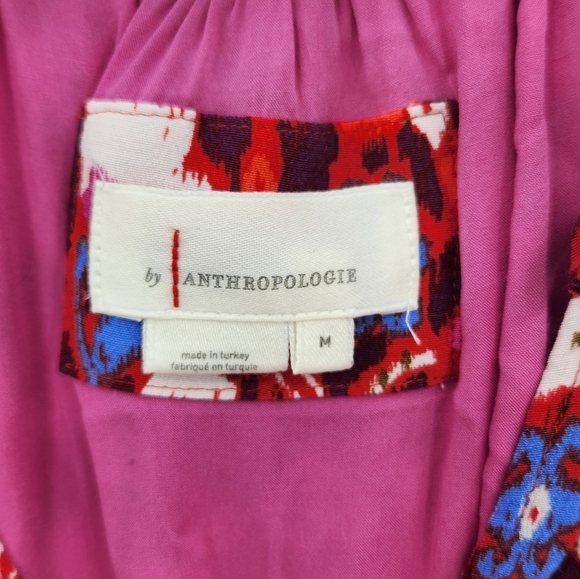 by ANTHROPOLOGIE
made in turkey
fabriqué en turquie
M